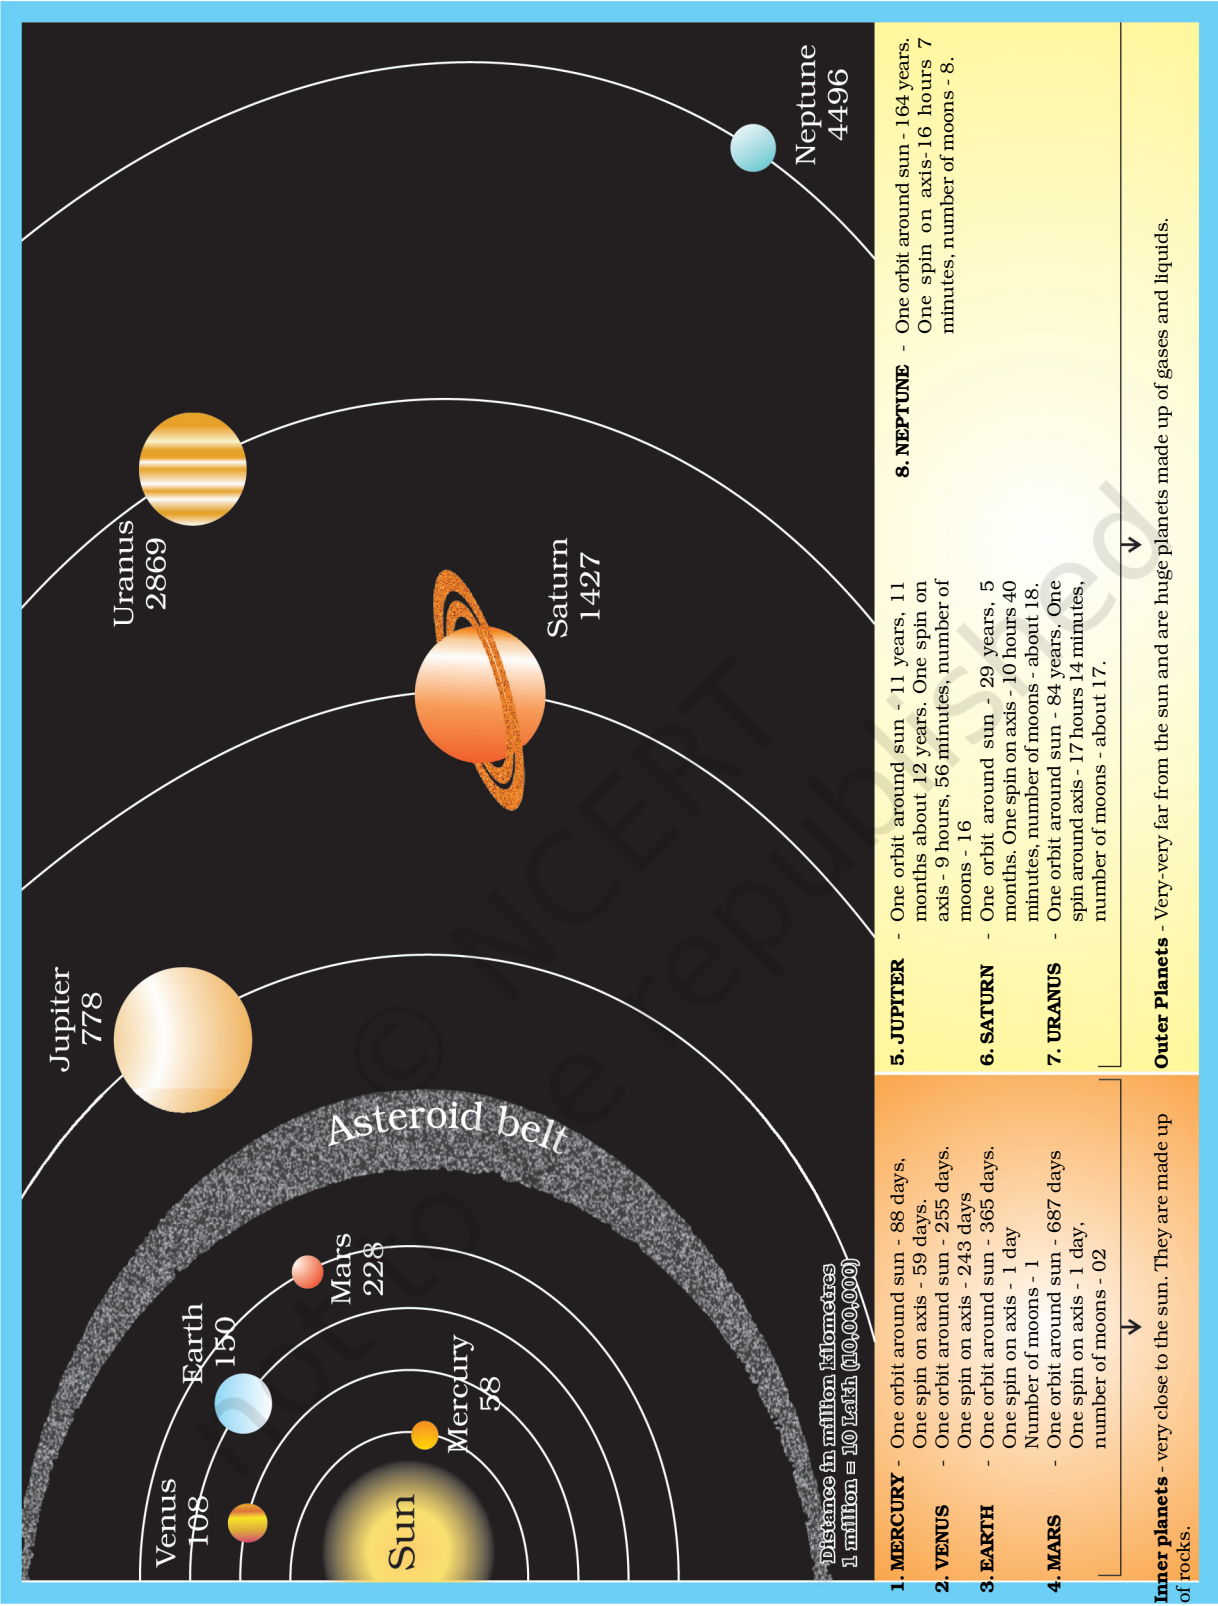 Sun
Mercury
58
Venus
108
Earth
150
Mars
228
Asteroid belt
Jupiter
778
Saturn
1427
Uranus
2869
Neptune
4496
Distance in million kilometres
1 million = 10 Lakh (10,00,000)
1. MERCURY - One orbit around sun - 88 days,
One spin on axis - 59 days.
2. VENUS - One orbit around sun - 255 days.
One spin on axis - 243 days
3. EARTH - One orbit around sun - 365 days.
One spin on axis - 1 day
Number of moons - 1
4. MARS - One orbit around sun - 687 days
One spin on axis - 1 day,
number of moons - 02
Inner planets - very close to the sun. They are made up
of rocks.
5. JUPITER - One orbit around sun - 11 years, 11
months about 12 years. One spin on
axis - 9 hours, 56 minutes, number of
moons - 16
6. SATURN - One orbit around sun - 29 years, 5
months. One spin on axis - 10 hours 40
minutes, number of moons - about 18.
7. URANUS - One orbit around sun - 84 years. One
spin around axis - 17 hours 14 minutes,
number of moons - about 17.
8. NEPTUNE - One orbit around sun - 164 years.
One spin on axis-16 hours 7
minutes, number of moons - 8.
Outer Planets - Very-very far from the sun and are huge planets made up of gases and liquids.
© NCERT
not to be republished